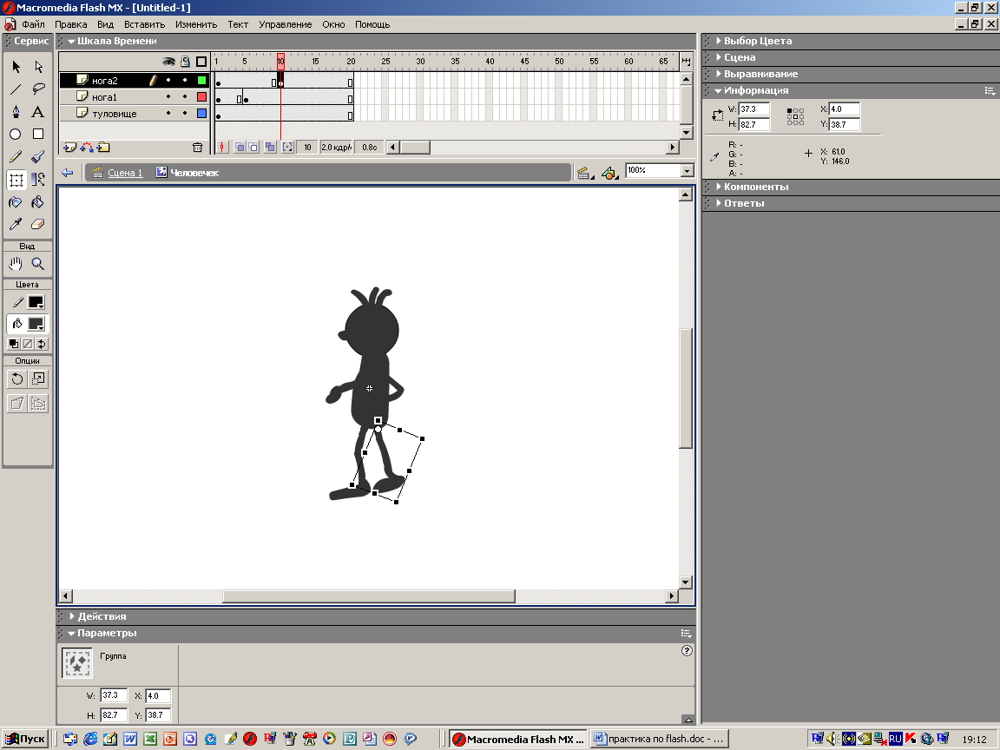 Macromedia Flash MX - [Untitled-1]
Файл Правка Вид Вставить Изменить Тект Управление Окно Помощь
Сервис
Шкала Времени
1 5 10 15 20 25 30 35 40 45 50 55 60 65
нога2
нога1
туловище
10 2.0 кдр/ 0.8с
Сцена 1 Человечек 100%
Вид
Цвета
Опции
Выбор Цвета
Сцена
Выравнивание
Информация
W: 37.3 X: 4.0
H: 82.7 Y: 38.7
R: -
G: - X: 61.0
B: - Y: 146.0
A: -
Компоненты
Ответы
Действия
Параметры
Группа
W: 37.3 X: 4.0
H: 82.7 Y: 38.7
Пуск Macromedia Flash MX ... практика по flash.doc - ... RU 19:12